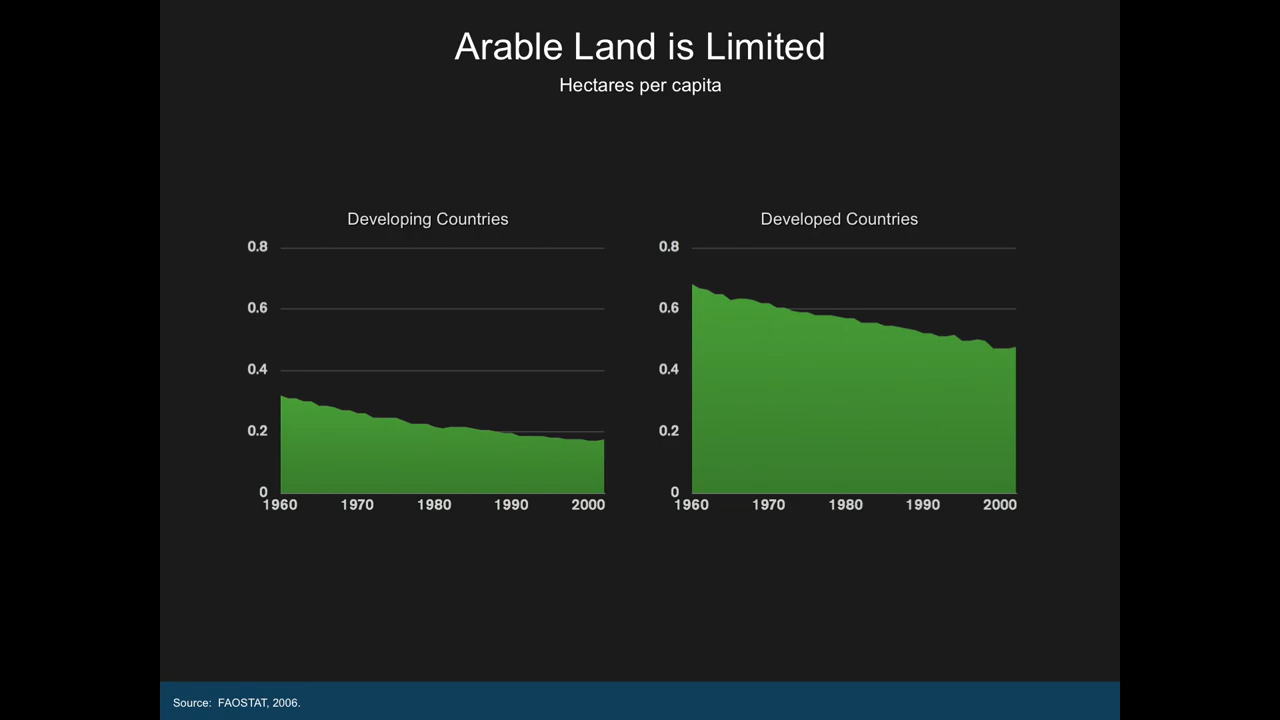 Arable Land is Limited
Hectares per capita
Developing Countries
0.8
0.6
0.4
0.2
0
1960 1970 1980 1990 2000
Developed Countries
0.8
0.6
0.4
0.2
0
1960 1970 1980 1990 2000
Source: FAOSTAT, 2006.